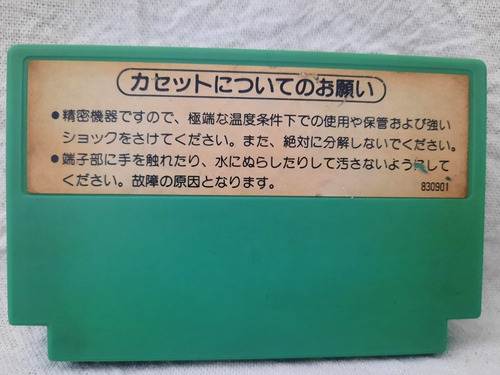 カセットについてのお願い
●精密機器ですので、極端な温度条件下での使用や保管および強い
ショックをさけてください。また、絶対に分解しないでください。
●端子部に手を触れたり、水にぬらしたりして汚さないようにして
ください。故障の原因となります。
830901